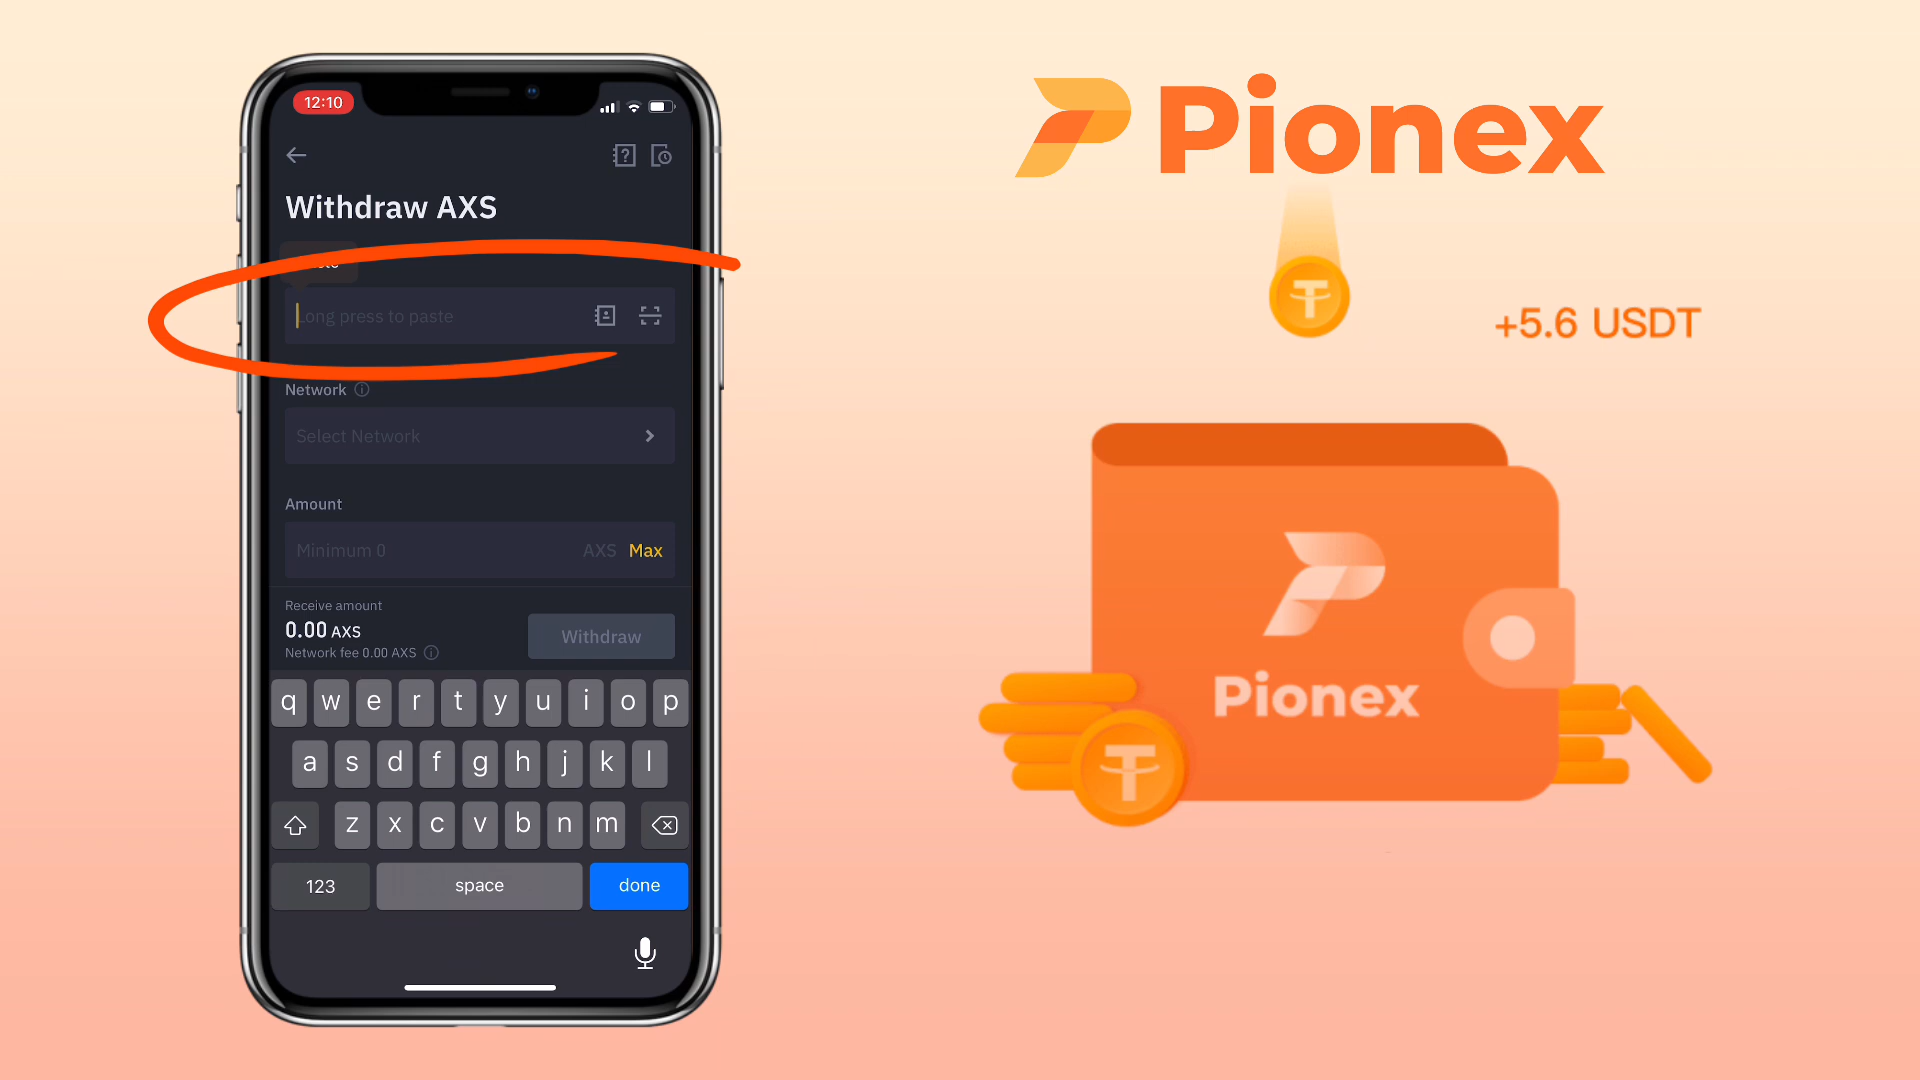 12:10
Withdraw AXS
Long press to paste
Network
Select Network
Amount
Minimum 0 AXS Max
Receive amount
0.00 AXS
Network fee 0.00 AXS
Withdraw
q w e r t y u i o p
a s d f g h j k l
z x c v b n m
123 space done
Pionex
+5.6 USDT
Pionex